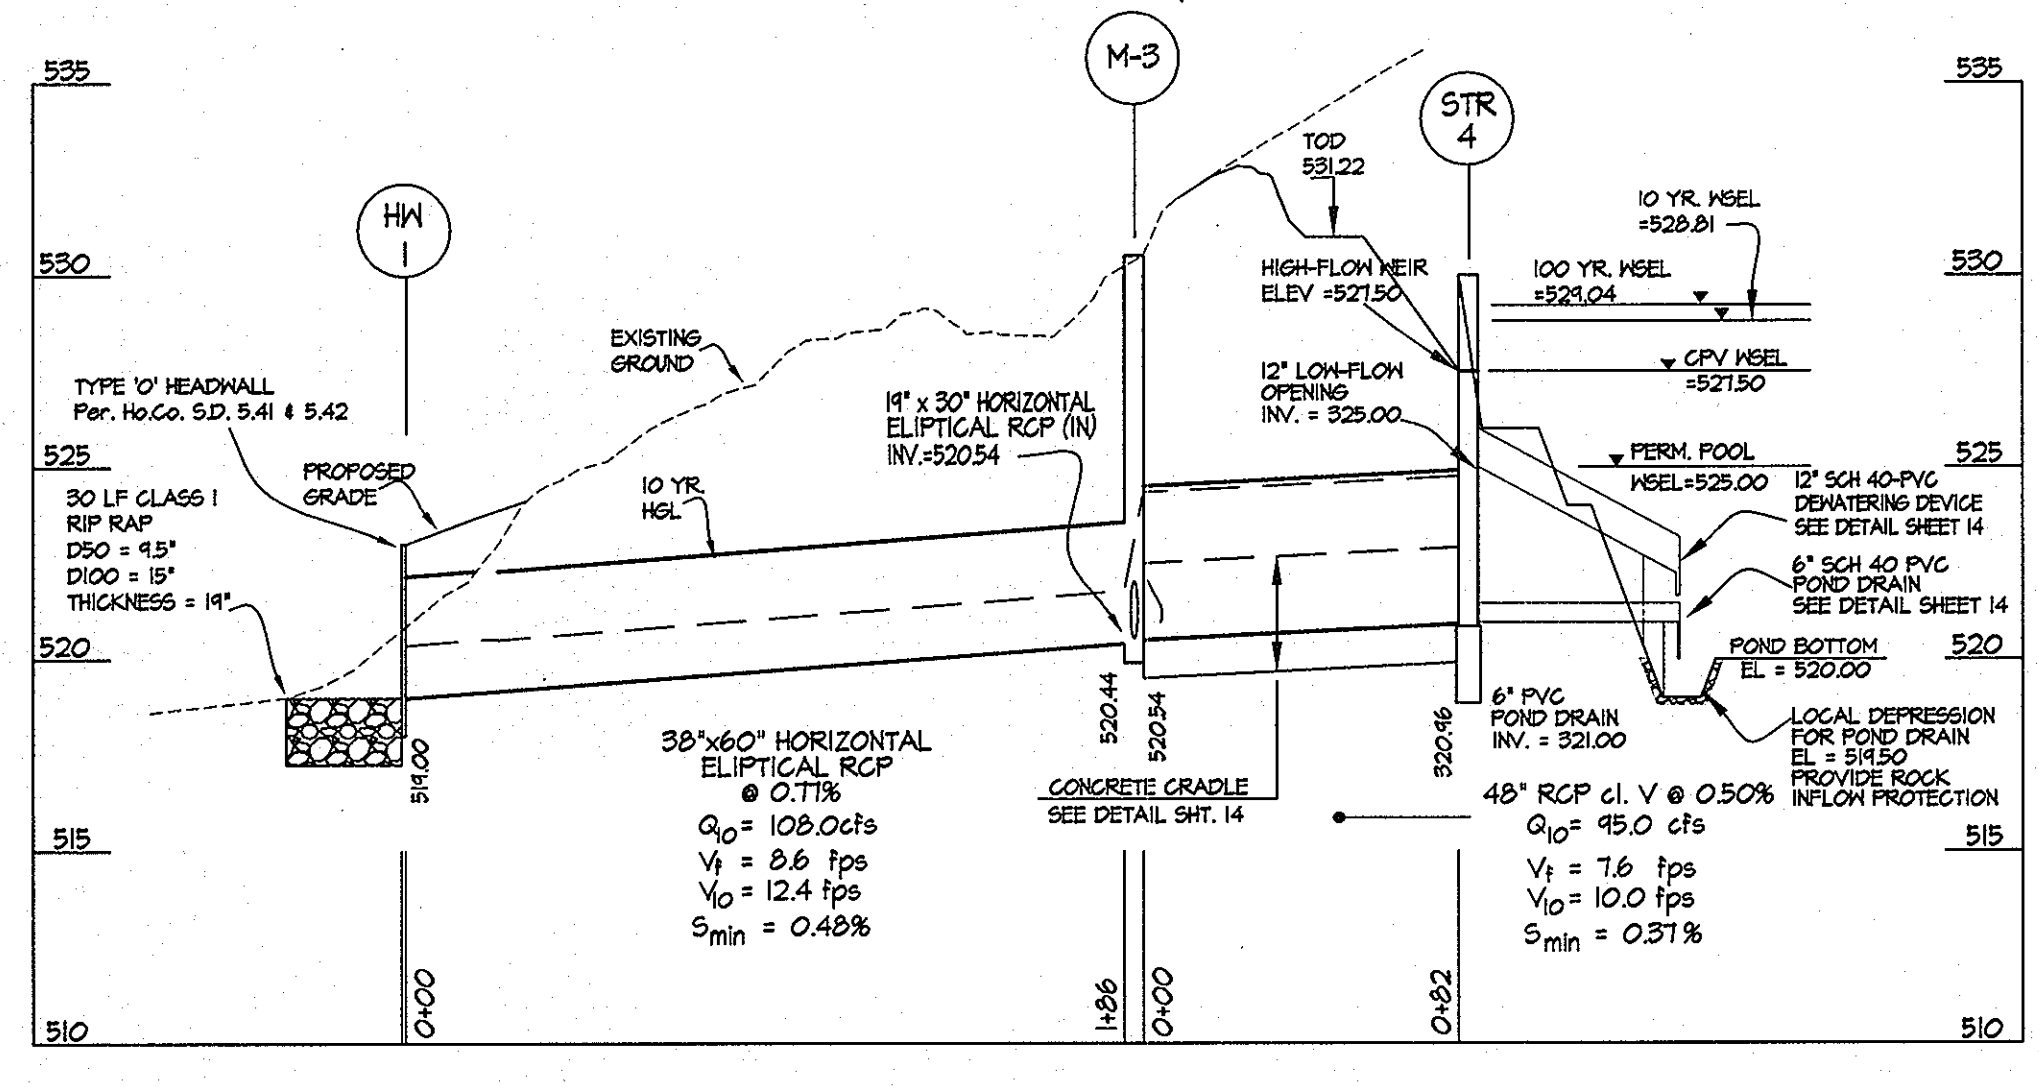 M-3
STR
4
HW
1
535
535
530
530
525
525
520
520
515
515
510
510
TOD
531.22
10 YR. WSEL
=528.81
HIGH-FLOW WEIR
ELEV =527.50
100 YR. WSEL
=529.04
EXISTING
GROUND
CPV WSEL
=527.50
TYPE 'O' HEADWALL
Per. Ho.Co. S.D. 5.41 & 5.42
12" LOW-FLOW
OPENING
INV. = 325.00
19" x 30" HORIZONTAL
ELIPTICAL RCP (IN)
INV.=520.54
PROPOSED
GRADE
PERM. POOL
WSEL=525.00
30 LF CLASS I
RIP RAP
D50 = 9.5"
D100 = 15"
THICKNESS = 19"
10 YR.
HGL
12" SCH 40-PVC
DEWATERING DEVICE
SEE DETAIL SHEET 14
6" SCH 40 PVC
POND DRAIN
SEE DETAIL SHEET 14
POND BOTTOM
EL = 520.00
519.00
520.44
520.54
320.96
6" PVC
POND DRAIN
INV. = 321.00
LOCAL DEPRESSION
FOR POND DRAIN
EL = 519.50
PROVIDE ROCK
INFLOW PROTECTION
38"x60" HORIZONTAL
ELIPTICAL RCP
@ 0.77%
Q10 = 108.0cfs
Vf = 8.6 fps
V10 = 12.4 fps
Smin = 0.48%
CONCRETE CRADLE
SEE DETAIL SHT. 14
48" RCP cl. V @ 0.50%
Q10 = 95.0 cfs
Vf = 7.6 fps
V10 = 10.0 fps
Smin = 0.37%
0+00
1+86
0+00
0+82